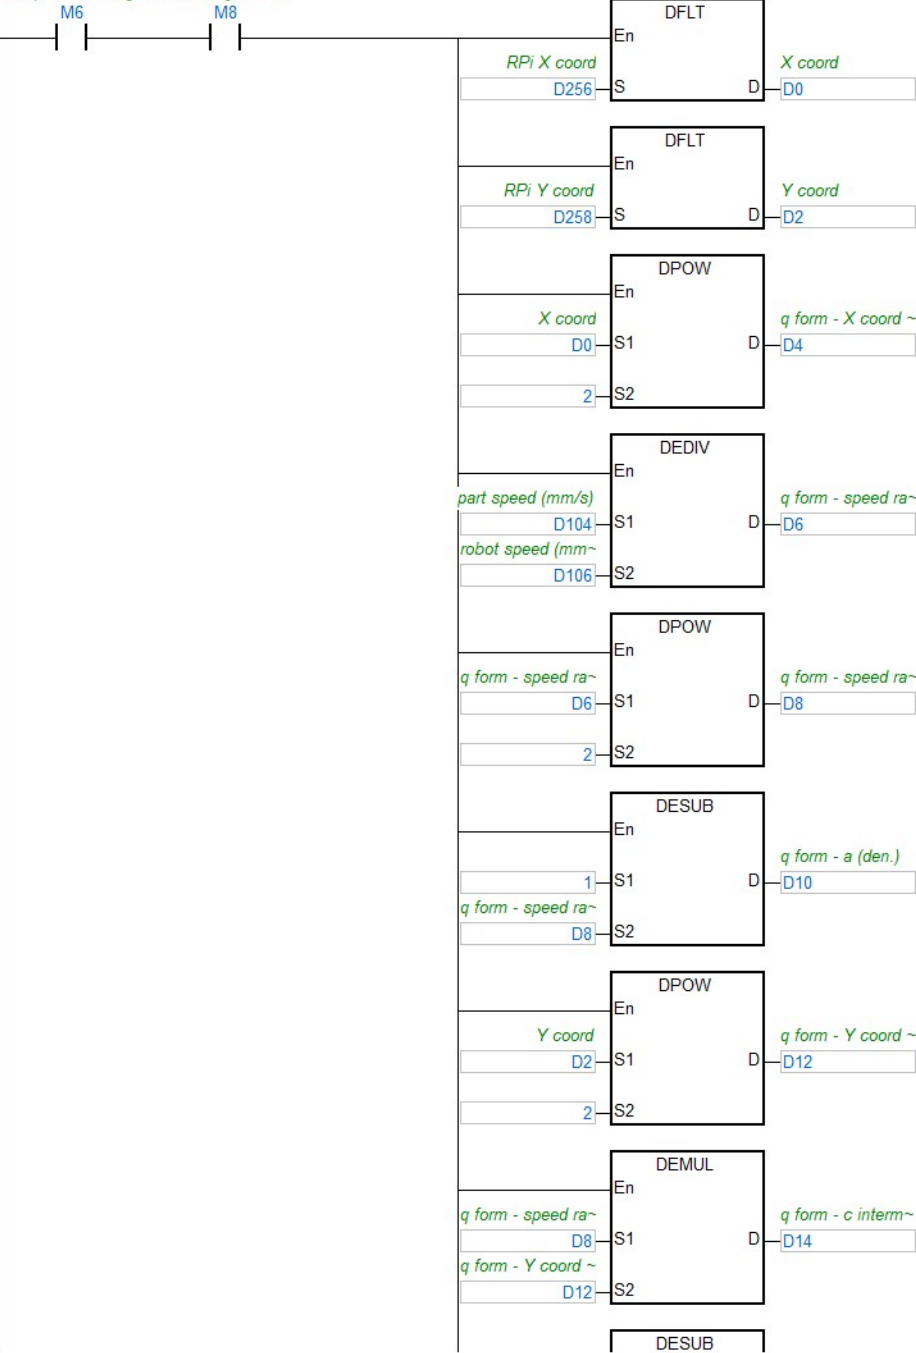 M6 M8
DFLT
En
RPi X coord X coord
D256 S D D0
DFLT
En
RPi Y coord Y coord
D258 S D D2
DPOW
En
X coord q form - X coord ~
D0 S1 D D4
2 S2
DEDIV
En
part speed (mm/s) q form - speed ra~
D104 S1 D D6
robot speed (mm~
D106 S2
DPOW
En
q form - speed ra~ q form - speed ra~
D6 S1 D D8
2 S2
DESUB
En
q form - a (den.)
1 S1 D D10
q form - speed ra~
D8 S2
DPOW
En
Y coord q form - Y coord ~
D2 S1 D D12
2 S2
DEMUL
En
q form - speed ra~ q form - c interm~
D8 S1 D D14
q form - Y coord ~
D12 S2
DESUB